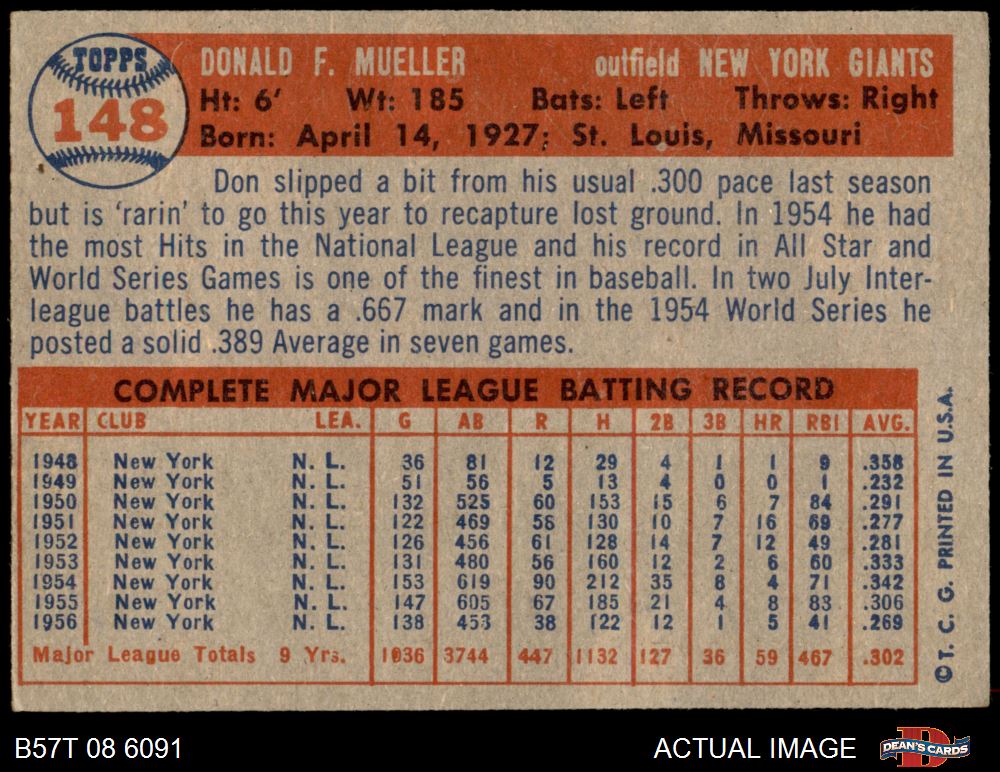 TOPPS
148
DONALD F. MUELLER outfield NEW YORK GIANTS
Ht: 6' Wt: 185 Bats: Left Throws: Right
Born: April 14, 1927; St. Louis, Missouri
Don slipped a bit from his usual .300 pace last season
but is 'rarin' to go this year to recapture lost ground. In 1954 he had
the most Hits in the National League and his record in All Star and
World Series Games is one of the finest in baseball. In two July Inter-
league battles he has a .667 mark and in the 1954 World Series he
posted a solid .389 Average in seven games.
COMPLETE MAJOR LEAGUE BATTING RECORD
YEAR CLUB LEA. G AB R H 2B 3B HR RBI AVG.
1948 New York N. L. 36 81 12 29 4 1 1 9 .358
1949 New York N. L. 51 56 5 13 4 0 0 1 .232
1950 New York N. L. 132 525 60 153 15 6 7 84 .291
1951 New York N. L. 122 469 58 130 10 7 16 69 .277
1952 New York N. L. 126 456 61 128 14 7 12 49 .281
1953 New York N. L. 131 480 56 160 12 2 6 60 .333
1954 New York N. L. 153 619 90 212 35 8 4 71 .342
1955 New York N. L. 147 605 67 185 21 4 8 83 .306
1956 New York N. L. 138 453 38 122 12 1 5 41 .269
Major League Totals 9 Yrs. 1036 3744 447 1132 127 36 59 467 .302
© T. C. G. PRINTED IN U.S.A.
B57T 08 6091 ACTUAL IMAGE
DEAN'S CARDS